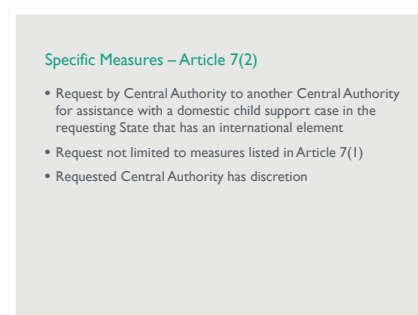 Specific Measures – Article 7(2)
• Request by Central Authority to another Central Authority
for assistance with a domestic child support case in the
requesting State that has an international element
• Request not limited to measures listed in Article 7(1)
• Requested Central Authority has discretion